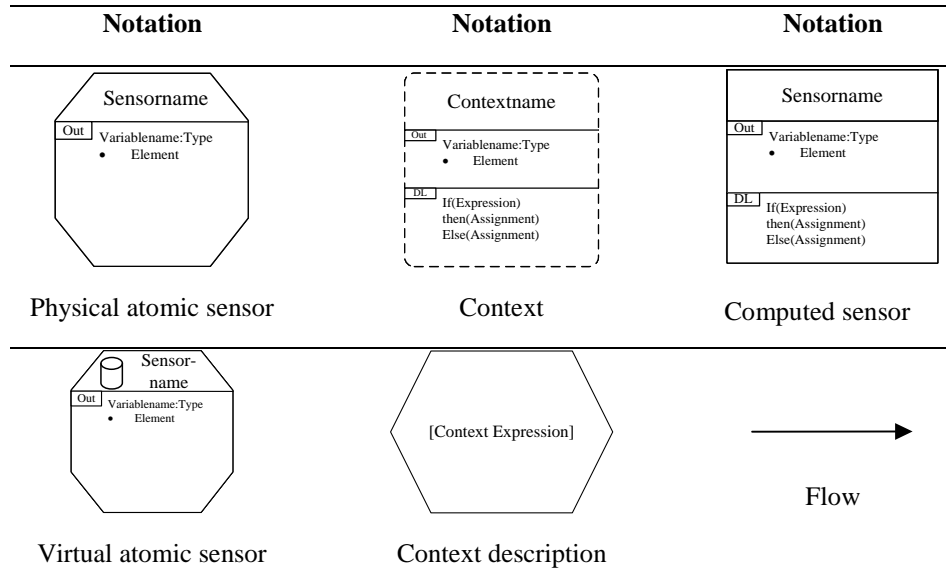 Notation
Notation
Notation
Sensorname
Out
Variablename:Type
• Element
Physical atomic sensor
Contextname
Out
Variablename:Type
• Element
DL
If(Expression)
then(Assignment)
Else(Assignment)
Context
Sensorname
Out
Variablename:Type
• Element
DL
If(Expression)
then(Assignment)
Else(Assignment)
Computed sensor
Sensor-
name
Out
Variablename:Type
• Element
Virtual atomic sensor
[Context Expression]
Context description
Flow